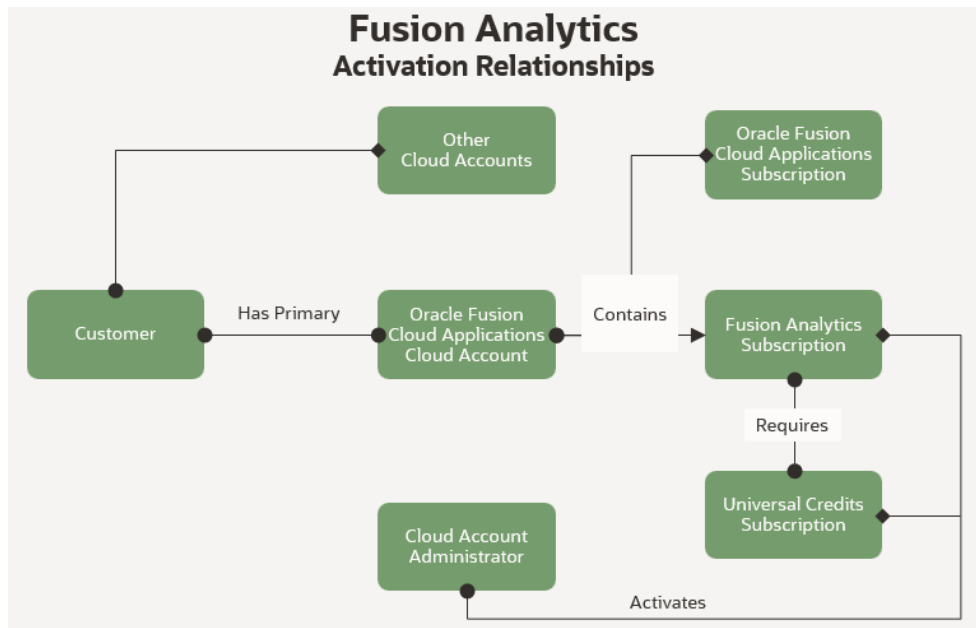 Fusion Analytics
Activation Relationships
Other
Cloud Accounts
Oracle Fusion
Cloud Applications
Subscription
Customer
Has Primary
Oracle Fusion
Cloud Applications
Cloud Account
Contains
Fusion Analytics
Subscription
Requires
Cloud Account
Administrator
Universal Credits
Subscription
Activates